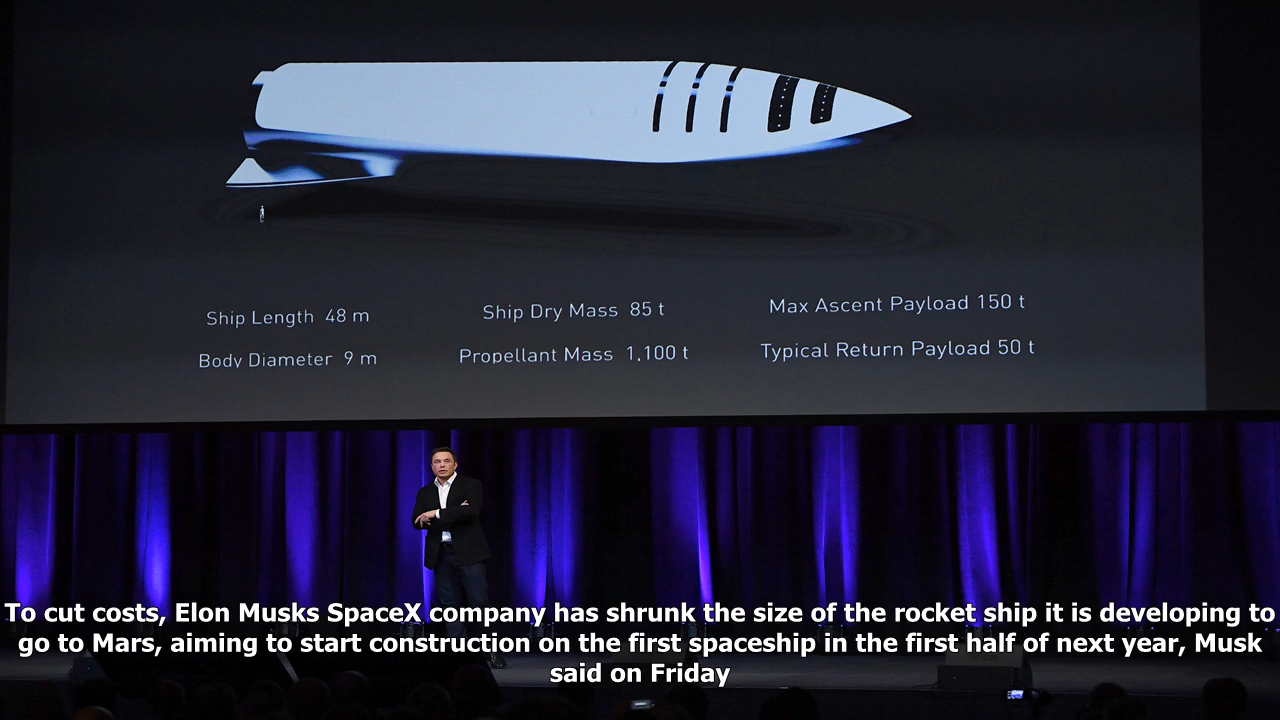 Ship Length 48 m
Ship Dry Mass 85 t
Max Ascent Payload 150 t
Body Diameter 9 m
Propellant Mass 1,100 t
Typical Return Payload 50 t
To cut costs, Elon Musks SpaceX company has shrunk the size of the rocket ship it is developing to
go to Mars, aiming to start construction on the first spaceship in the first half of next year, Musk
said on Friday